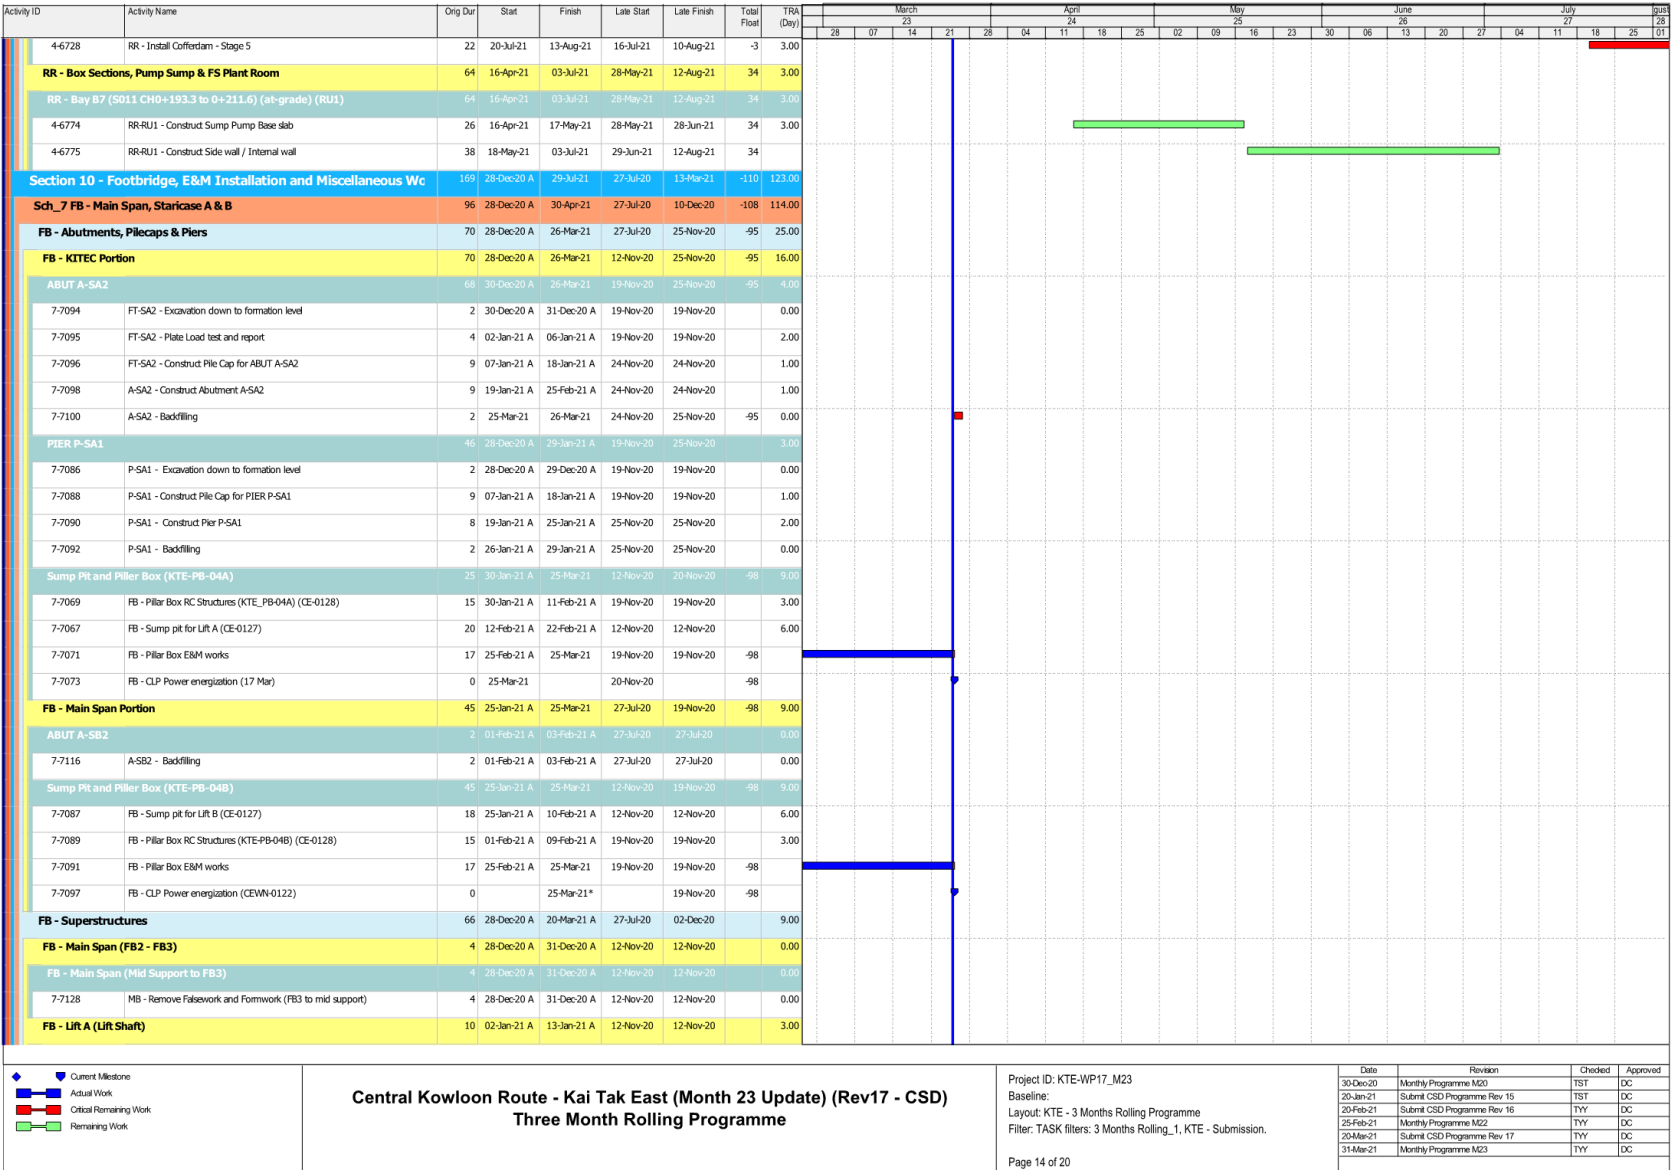 Activity ID Activity Name Orig Dur Start Finish Late Start Late Finish Total Float TRA (Day)
March April May June July gust
23 24 25 26 27 28
28 07 14 21 28 04 11 18 25 02 09 16 23 30 06 13 20 27 04 11 18 25 01
4-6728 RR - Install Cofferdam - Stage 5 22 20-Jul-21 13-Aug-21 16-Jul-21 10-Aug-21 -3 3.00
RR - Box Sections, Pump Sump & FS Plant Room 64 16-Apr-21 03-Jul-21 28-May-21 12-Aug-21 34 3.00
RR - Bay B7 (S011 CH0+193.3 to 0+211.6) (at-grade) (RU1) 64 16-Apr-21 03-Jul-21 28-May-21 12-Aug-21 34 3.00
4-6774 RR-RU1 - Construct Sump Pump Base slab 26 16-Apr-21 17-May-21 28-May-21 28-Jun-21 34 3.00
4-6775 RR-RU1 - Construct Side wall / Internal wall 38 18-May-21 03-Jul-21 29-Jun-21 12-Aug-21 34
Section 10 - Footbridge, E&M Installation and Miscellaneous Wc 169 28-Dec-20 A 29-Jul-21 27-Jul-20 13-Mar-21 -110 123.00
Sch_7 FB - Main Span, Staricase A & B 96 28-Dec-20 A 30-Apr-21 27-Jul-20 10-Dec-20 -108 114.00
FB - Abutments, Pilecaps & Piers 70 28-Dec-20 A 26-Mar-21 27-Jul-20 25-Nov-20 -95 25.00
FB - KITEC Portion 70 28-Dec-20 A 26-Mar-21 12-Nov-20 25-Nov-20 -95 16.00
ABUT A-SA2 68 30-Dec-20 A 26-Mar-21 19-Nov-20 25-Nov-20 -95 4.00
7-7094 FT-SA2 - Excavation down to formation level 2 30-Dec-20 A 31-Dec-20 A 19-Nov-20 19-Nov-20 0.00
7-7095 FT-SA2 - Plate Load test and report 4 02-Jan-21 A 06-Jan-21 A 19-Nov-20 19-Nov-20 2.00
7-7096 FT-SA2 - Construct Pile Cap for ABUT A-SA2 9 07-Jan-21 A 18-Jan-21 A 24-Nov-20 24-Nov-20 1.00
7-7098 A-SA2 - Construct Abutment A-SA2 9 19-Jan-21 A 25-Feb-21 A 24-Nov-20 24-Nov-20 1.00
7-7100 A-SA2 - Backfilling 2 25-Mar-21 26-Mar-21 24-Nov-20 25-Nov-20 -95 0.00
PIER P-SA1 46 28-Dec-20 A 29-Jan-21 A 19-Nov-20 25-Nov-20 3.00
7-7086 P-SA1 - Excavation down to formation level 2 28-Dec-20 A 29-Dec-20 A 19-Nov-20 19-Nov-20 0.00
7-7088 P-SA1 - Construct Pile Cap for PIER P-SA1 9 07-Jan-21 A 18-Jan-21 A 19-Nov-20 19-Nov-20 1.00
7-7090 P-SA1 - Construct Pier P-SA1 8 19-Jan-21 A 25-Jan-21 A 25-Nov-20 25-Nov-20 2.00
7-7092 P-SA1 - Backfilling 2 26-Jan-21 A 29-Jan-21 A 25-Nov-20 25-Nov-20 0.00
Sump Pit and Piller Box (KTE-PB-04A) 25 30-Jan-21 A 25-Mar-21 12-Nov-20 20-Nov-20 -98 9.00
7-7069 FB - Pillar Box RC Structures (KTE_PB-04A) (CE-0128) 15 30-Jan-21 A 11-Feb-21 A 19-Nov-20 19-Nov-20 3.00
7-7067 FB - Sump pit for Lift A (CE-0127) 20 12-Feb-21 A 22-Feb-21 A 12-Nov-20 12-Nov-20 6.00
7-7071 FB - Pillar Box E&M works 17 25-Feb-21 A 25-Mar-21 19-Nov-20 19-Nov-20 -98
7-7073 FB - CLP Power energization (17 Mar) 0 25-Mar-21 20-Nov-20 -98
FB - Main Span Portion 45 25-Jan-21 A 25-Mar-21 27-Jul-20 19-Nov-20 -98 9.00
ABUT A-SB2 2 01-Feb-21 A 03-Feb-21 A 27-Jul-20 27-Jul-20 0.00
7-7116 A-SB2 - Backfilling 2 01-Feb-21 A 03-Feb-21 A 27-Jul-20 27-Jul-20 0.00
Sump Pit and Piller Box (KTE-PB-04B) 45 25-Jan-21 A 25-Mar-21 12-Nov-20 19-Nov-20 -98 9.00
7-7087 FB - Sump pit for Lift B (CE-0127) 18 25-Jan-21 A 10-Feb-21 A 12-Nov-20 12-Nov-20 6.00
7-7089 FB - Pillar Box RC Structures (KTE-PB-04B) (CE-0128) 15 01-Feb-21 A 09-Feb-21 A 19-Nov-20 19-Nov-20 3.00
7-7091 FB - Pillar Box E&M works 17 25-Feb-21 A 25-Mar-21 19-Nov-20 19-Nov-20 -98
7-7097 FB - CLP Power energization (CEWN-0122) 0 25-Mar-21* 19-Nov-20 -98
FB - Superstructures 66 28-Dec-20 A 20-Mar-21 A 27-Jul-20 02-Dec-20 9.00
FB - Main Span (FB2 - FB3) 4 28-Dec-20 A 31-Dec-20 A 12-Nov-20 12-Nov-20 0.00
FB - Main Span (Mid Support to FB3) 4 28-Dec-20 A 31-Dec-20 A 12-Nov-20 12-Nov-20 0.00
7-7128 MB - Remove Falsework and Formwork (FB3 to mid support) 4 28-Dec-20 A 31-Dec-20 A 12-Nov-20 12-Nov-20 0.00
FB - Lift A (Lift Shaft) 10 02-Jan-21 A 13-Jan-21 A 12-Nov-20 12-Nov-20 3.00
Current Milestone
Actual Work
Critical Remaining Work
Remaining Work
Central Kowloon Route - Kai Tak East (Month 23 Update) (Rev17 - CSD)
Three Month Rolling Programme
Project ID: KTE-WP17_M23
Baseline:
Layout: KTE - 3 Months Rolling Programme
Filter: TASK filters: 3 Months Rolling_1, KTE - Submission.
Page 14 of 20
Date Revision Checked Approved
30-Dec-20 Monthly Programme M20 TST DC
20-Jan-21 Submit CSD Programme Rev 15 TST DC
20-Feb-21 Submit CSD Programme Rev 16 TYY DC
25-Feb-21 Monthly Programme M22 TYY DC
20-Mar-21 Submit CSD Programme Rev 17 TYY DC
31-Mar-21 Monthly Programme M23 TYY DC